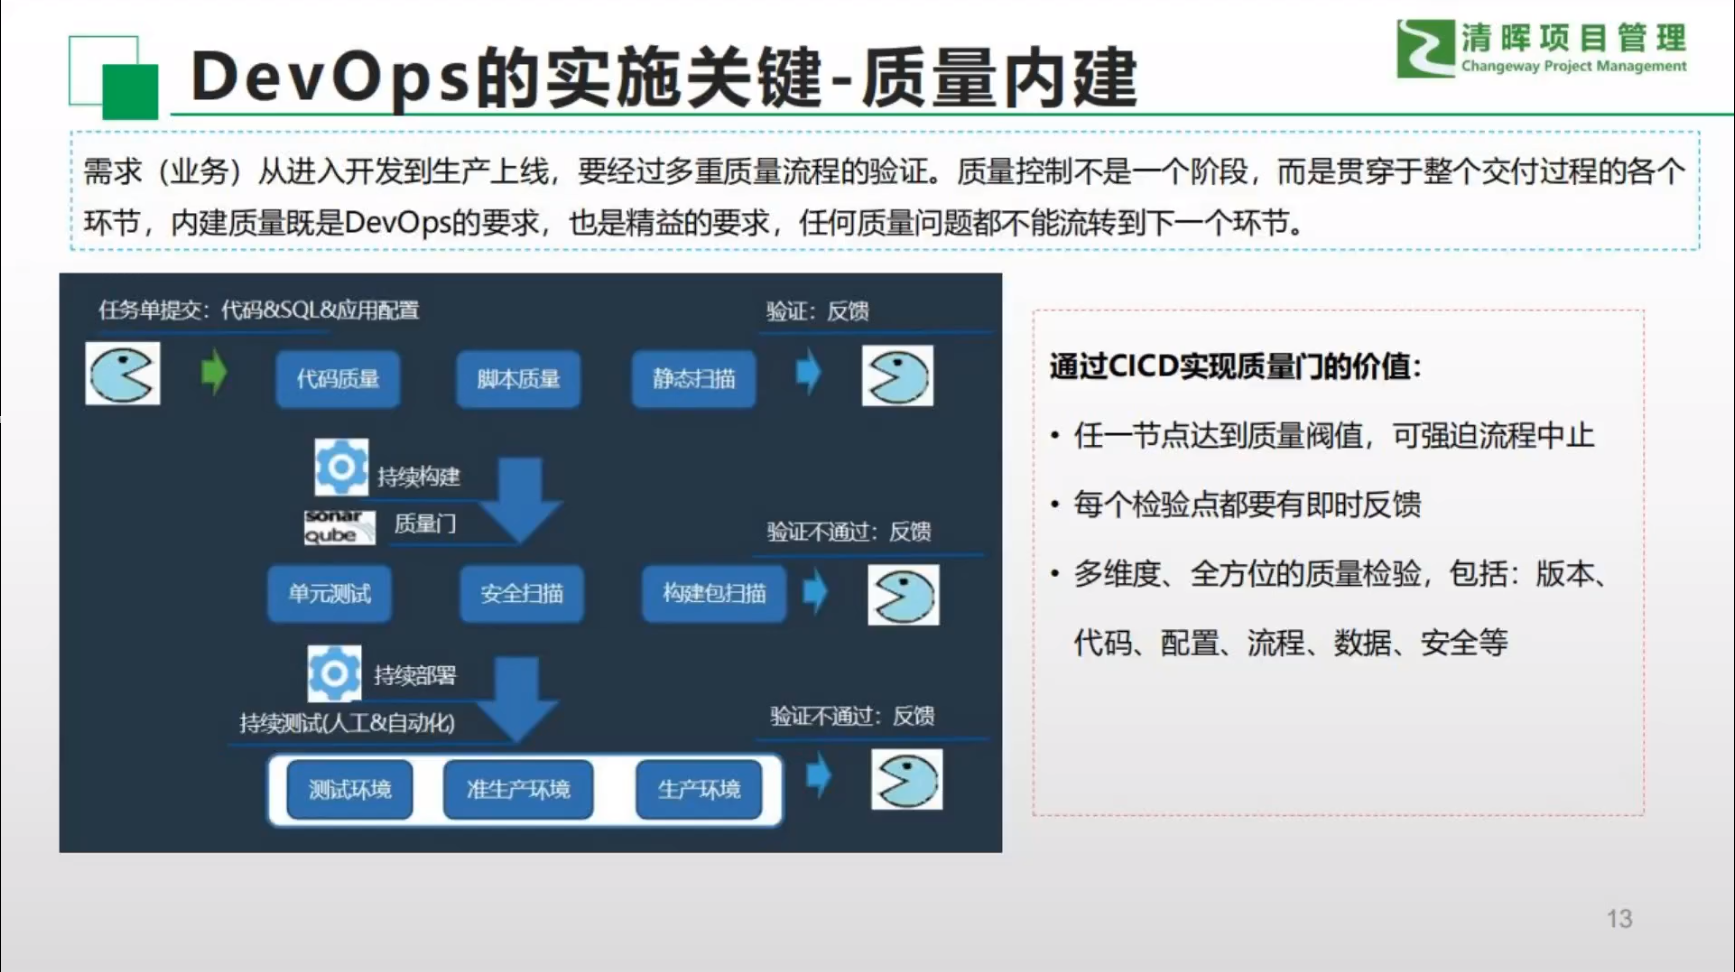 DevOps的实施关键-质量内建
清晖项目管理
Changeway Project Management
需求（业务）从进入开发到生产上线，要经过多重质量流程的验证。质量控制不是一个阶段，而是贯穿于整个交付过程的各个
环节，内建质量既是DevOps的要求，也是精益的要求，任何质量问题都不能流转到下一个环节。
任务单提交：代码&SQL&应用配置
验证：反馈
代码质量
脚本质量
静态扫描
持续构建
sonar
qube
质量门
验证不通过：反馈
单元测试
安全扫描
构建包扫描
持续部署
持续测试(人工&自动化)
验证不通过：反馈
测试环境
准生产环境
生产环境
通过CICD实现质量门的价值：
• 任一节点达到质量阀值，可强迫流程中止
• 每个检验点都要有即时反馈
• 多维度、全方位的质量检验，包括：版本、
代码、配置、流程、数据、安全等
13